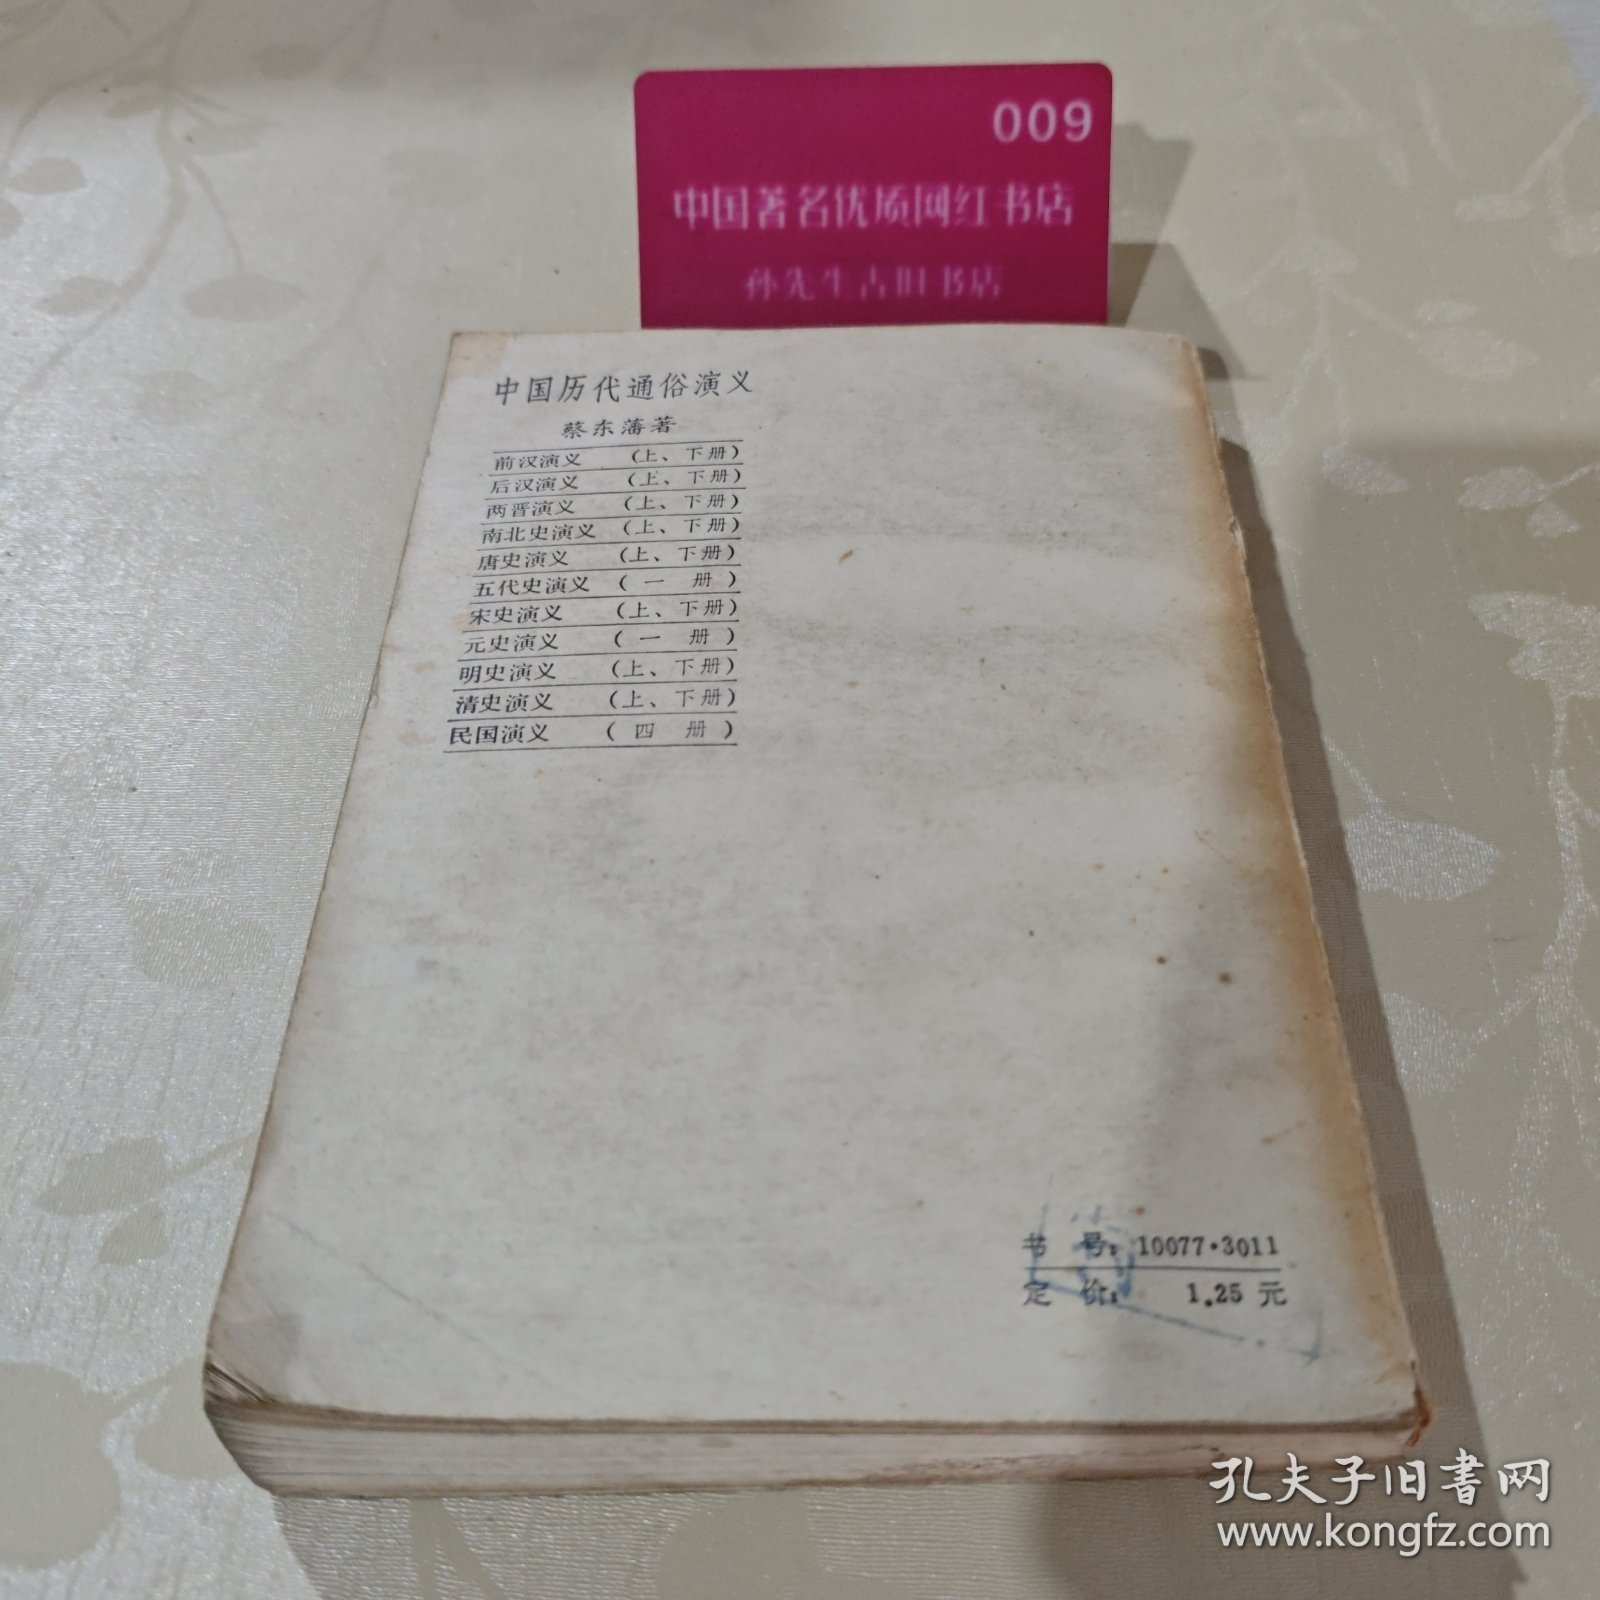 009
中国著名优质网红书店
孙先生古旧书店
中国历代通俗演义
蔡东藩著
前汉演义 (上、下册)
后汉演义 (上、下册)
两晋演义 (上、下册)
南北史演义 (上、下册)
唐史演义 (上、下册)
五代史演义 (一册)
宋史演义 (上、下册)
元史演义 (一册)
明史演义 (上、下册)
清史演义 (上、下册)
民国演义 (四册)
书号：10077·3011
定价：1.25元
孔夫子旧书网
www.kongfz.com